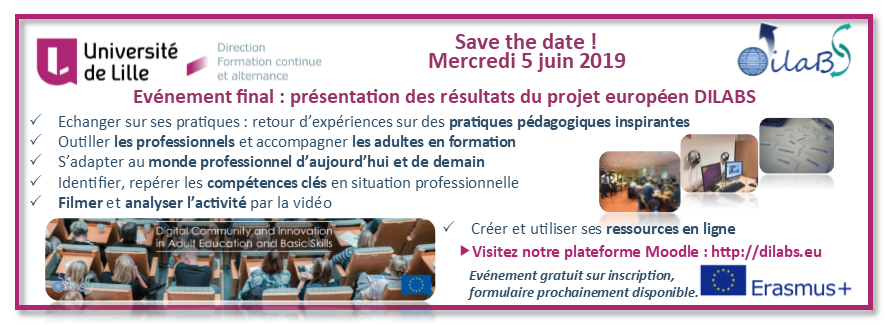 Université
de Lille
Direction
Formation continue
et alternance
Save the date !
Mercredi 5 juin 2019
DilaBS
Evénement final : présentation des résultats du projet européen DILABS
✓ Echanger sur ses pratiques : retour d'expériences sur des pratiques pédagogiques inspirantes
✓ Outiller les professionnels et accompagner les adultes en formation
✓ S'adapter au monde professionnel d'aujourd'hui et de demain
✓ Identifier, repérer les compétences clés en situation professionnelle
✓ Filmer et analyser l'activité par la vidéo
Digital Community and Innovation
in Adult Education and Basic Skills
✓ Créer et utiliser ses ressources en ligne
▶Visitez notre plateforme Moodle : http://dilabs.eu
Evénement gratuit sur inscription,
formulaire prochainement disponible.
Erasmus+